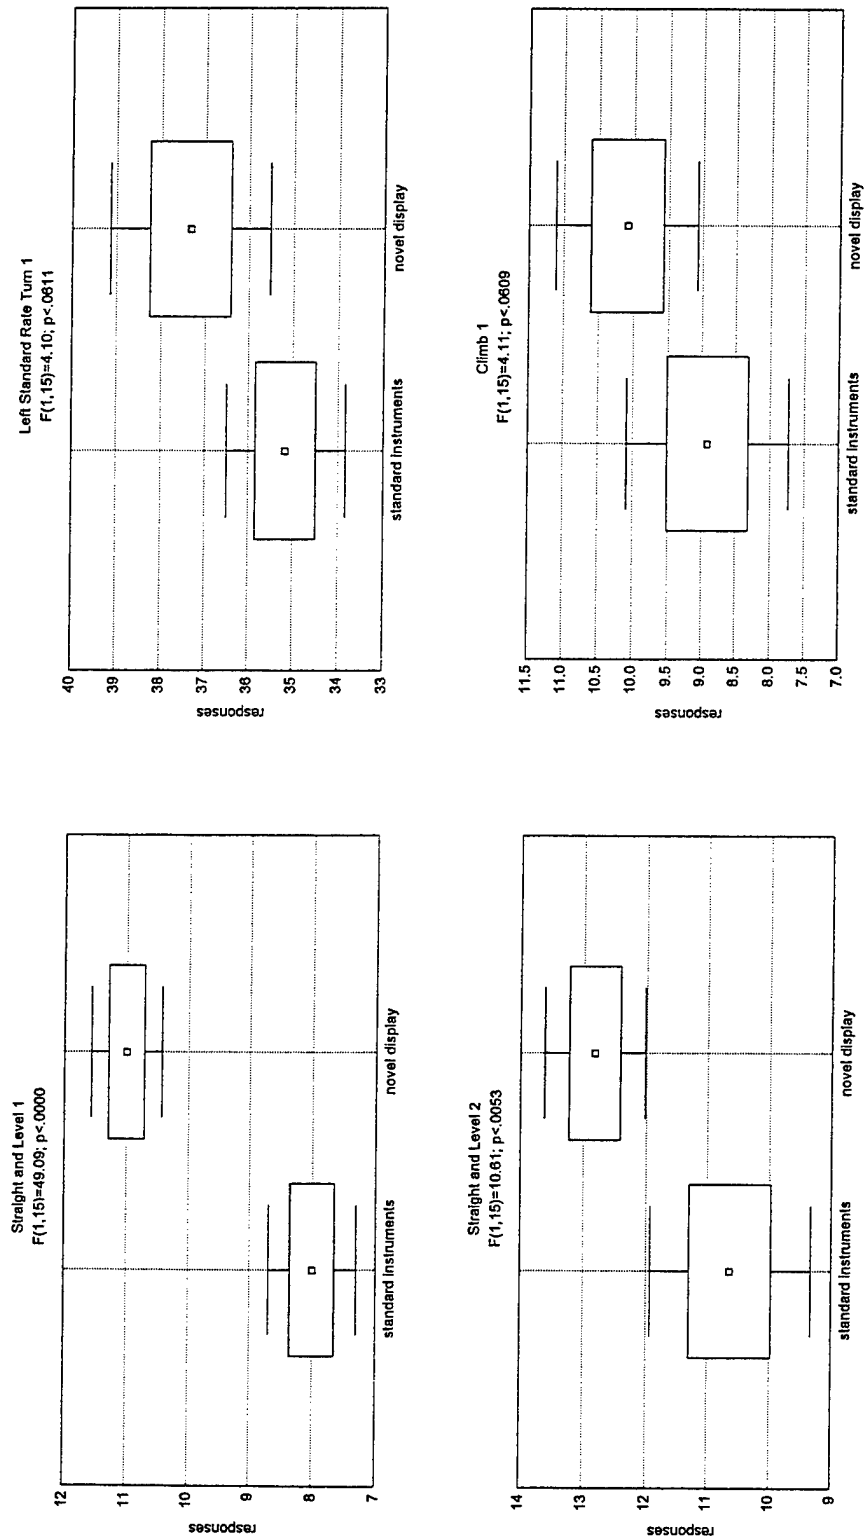 Straight and Level 1
F(1,15)=49.09; p<.0000
responses
12
11
10
9
8
7
standard instruments
novel display
Left Standard Rate Turn 1
F(1,15)=4.10; p<.0611
responses
40
39
38
37
36
35
34
33
standard instruments
novel display
Straight and Level 2
F(1,15)=10.61; p<.0053
responses
14
13
12
11
10
9
standard instruments
novel display
Climb 1
F(1,15)=4.11; p<.0609
responses
11.5
11.0
10.5
10.0
9.5
9.0
8.5
8.0
7.5
7.0
standard instruments
novel display